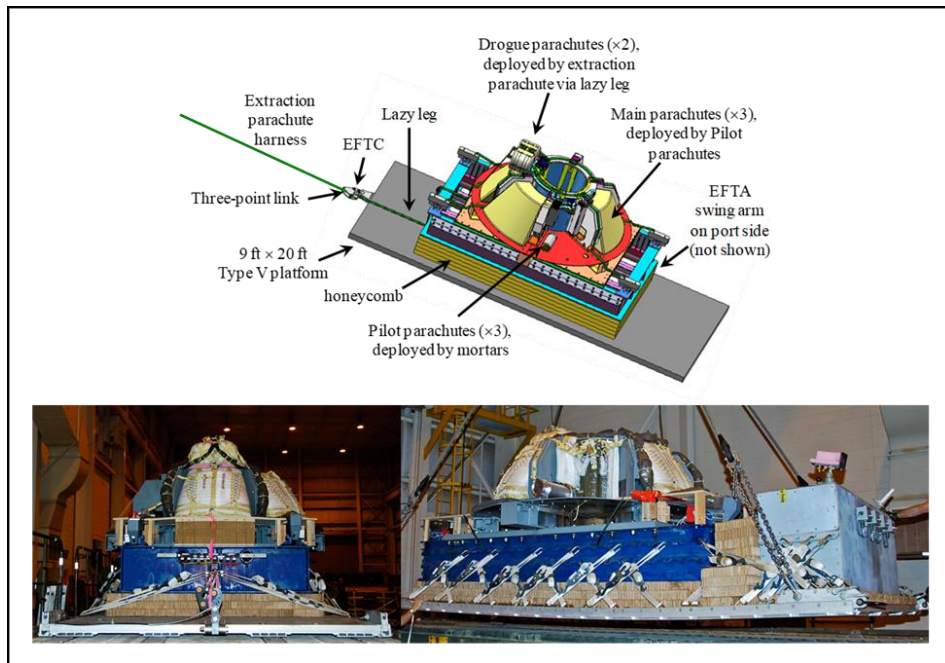 Drogue parachutes (×2),
deployed by extraction
parachute via lazy leg
Extraction
parachute
harness
Lazy leg
Main parachutes (×3),
deployed by Pilot
parachutes
EFTC
Three-point link
EFTA
swing arm
on port side
(not shown)
9 ft × 20 ft
Type V platform
honeycomb
Pilot parachutes (×3),
deployed by mortars